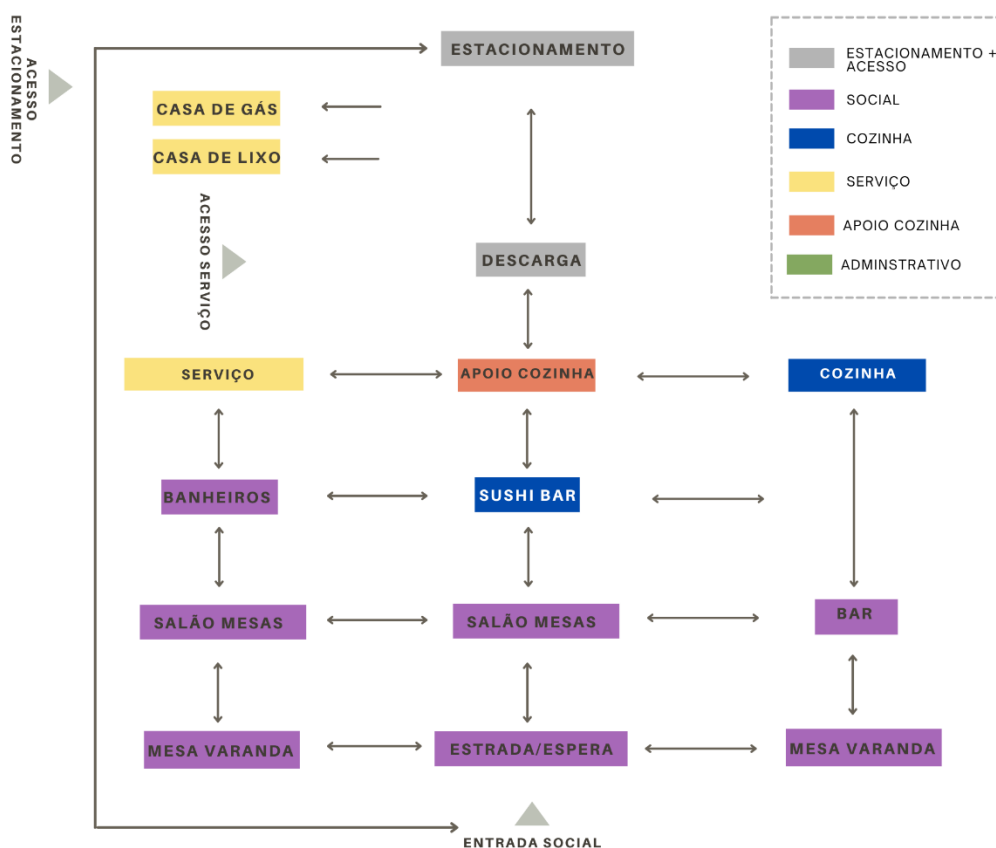 ACESSO
ESTACIONAMENTO
ESTACIONAMENTO
CASA DE GÁS
CASA DE LIXO
ACESSO SERVIÇO
DESCARGA
SERVIÇO
APOIO COZINHA
COZINHA
BANHEIROS
SUSHI BAR
SALÃO MESAS
SALÃO MESAS
BAR
MESA VARANDA
ESTRADA/ESPERA
MESA VARANDA
ENTRADA SOCIAL
ESTACIONAMENTO +
ACESSO
SOCIAL
COZINHA
SERVIÇO
APOIO COZINHA
ADMINSTRATIVO